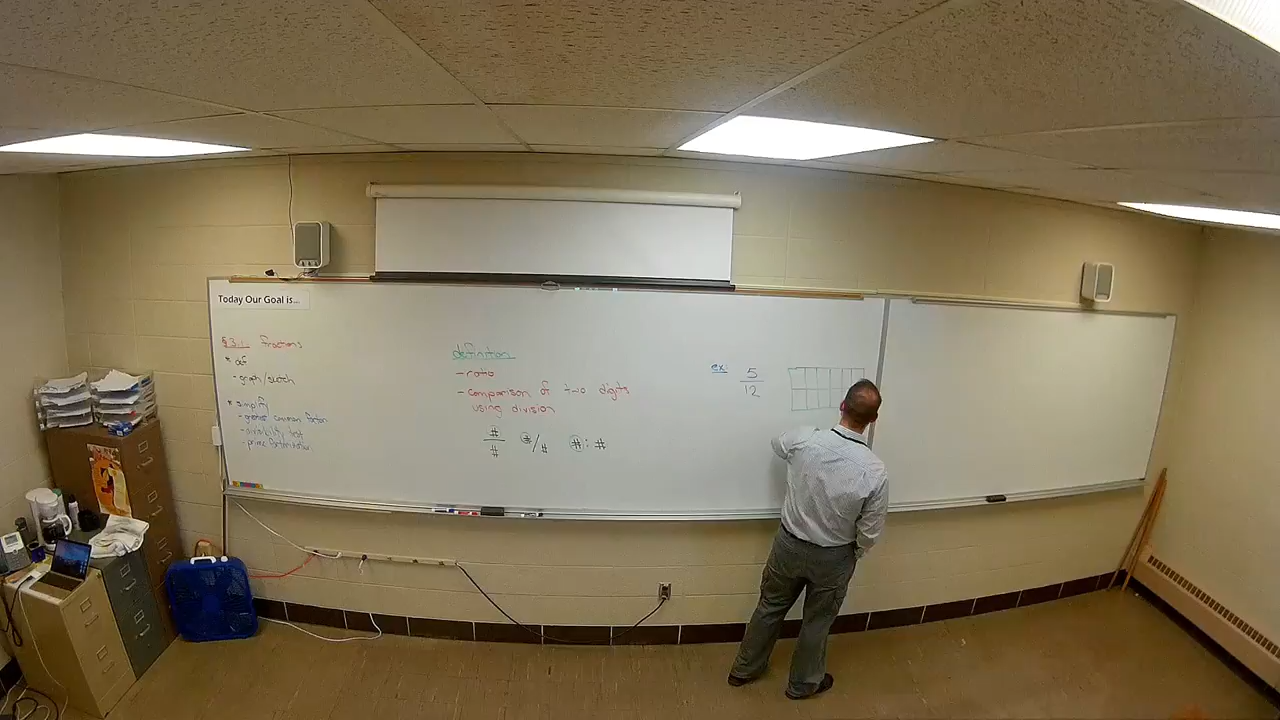 Today Our Goal is...
§ 3.1 fractions
* def
- graph/sketch
* simplify
- greatest common factor
- divisibility test
- prime factorization
definition
- ratio
- comparison of two digits
using division
#/# #/# #:#
ex: 5/12